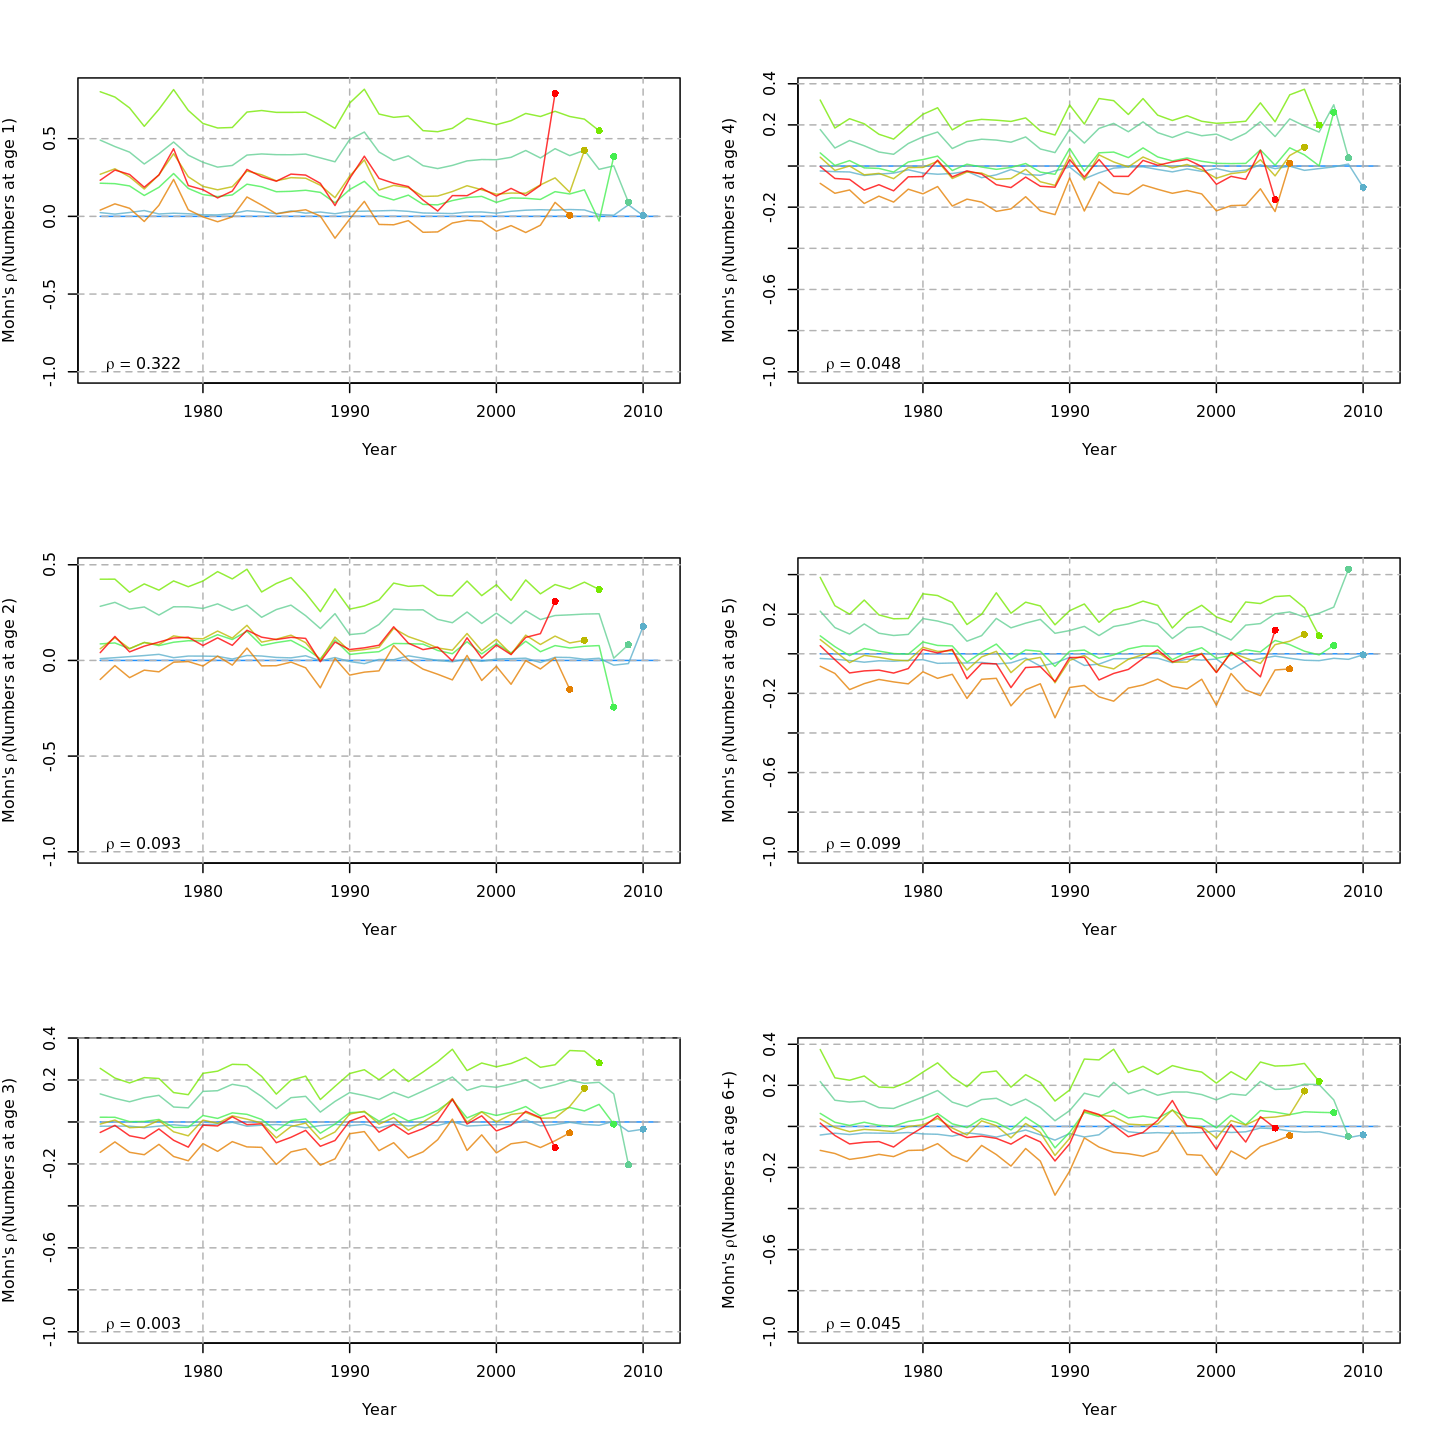 Mohn's ρ(Numbers at age 1)
0.5
0.0
-0.5
-1.0
ρ = 0.322
1980 1990 2000 2010
Year
Mohn's ρ(Numbers at age 4)
0.4
0.2
-0.2
-0.6
-1.0
ρ = 0.048
1980 1990 2000 2010
Year
Mohn's ρ(Numbers at age 2)
0.5
0.0
-0.5
-1.0
ρ = 0.093
1980 1990 2000 2010
Year
Mohn's ρ(Numbers at age 5)
0.2
-0.2
-0.6
-1.0
ρ = 0.099
1980 1990 2000 2010
Year
Mohn's ρ(Numbers at age 3)
0.4
0.2
-0.2
-0.6
-1.0
ρ = 0.003
1980 1990 2000 2010
Year
Mohn's ρ(Numbers at age 6+)
0.4
0.2
-0.2
-0.6
-1.0
ρ = 0.045
1980 1990 2000 2010
Year